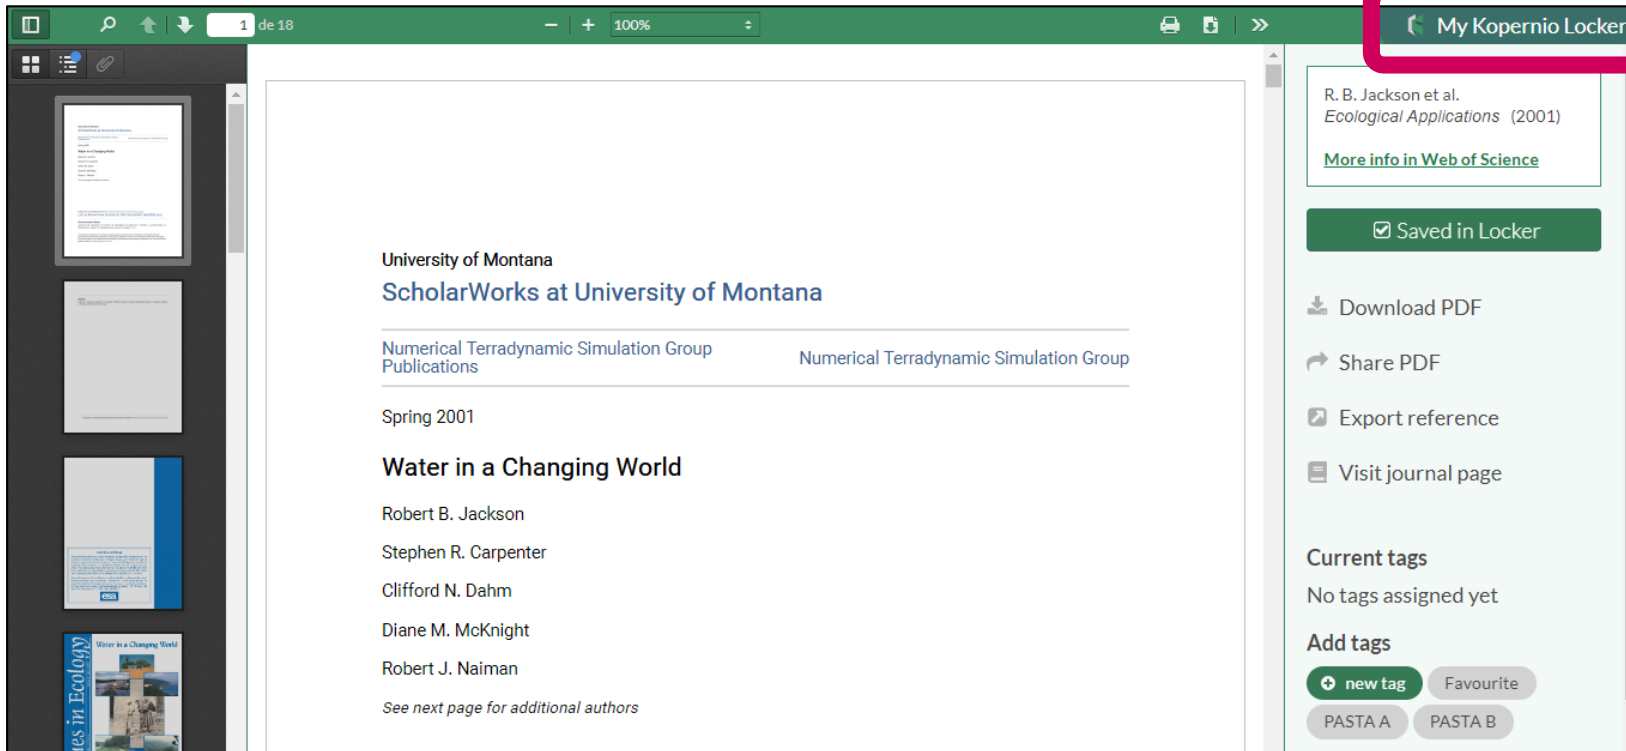 1 de 18
100%
My Kopernio Locker
R. B. Jackson et al.
Ecological Applications (2001)
More info in Web of Science
Saved in Locker
Download PDF
Share PDF
Export reference
Visit journal page
Current tags
No tags assigned yet
Add tags
new tag
Favourite
PASTA A
PASTA B
University of Montana
ScholarWorks at University of Montana
Numerical Terradynamic Simulation Group
Publications
Numerical Terradynamic Simulation Group
Spring 2001
Water in a Changing World
Robert B. Jackson
Stephen R. Carpenter
Clifford N. Dahm
Diane M. McKnight
Robert J. Naiman
See next page for additional authors
Water in a Changing World
in Ecology